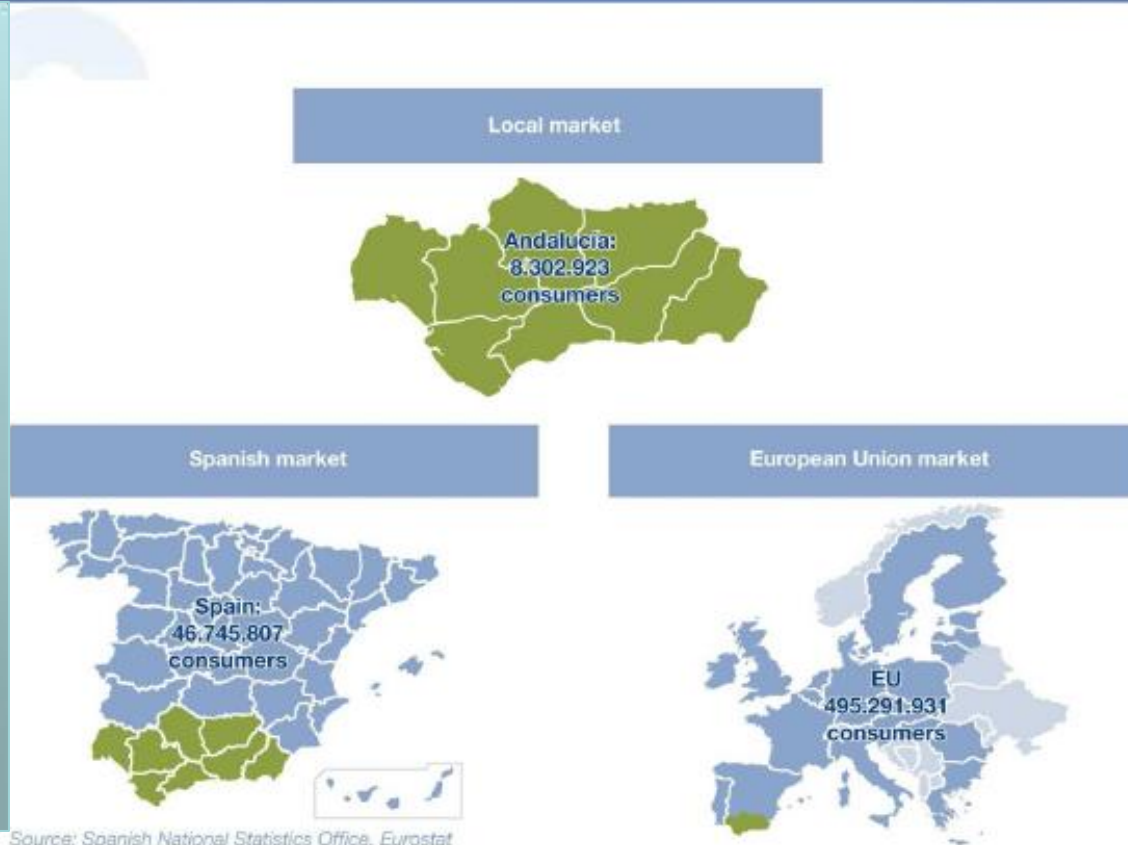 Local market
Andalucía:
8.302.923
consumers
Spanish market
European Union market
Spain:
46.745.807
consumers
EU
495.291.931
consumers
Source: Spanish National Statistics Office, Eurostat